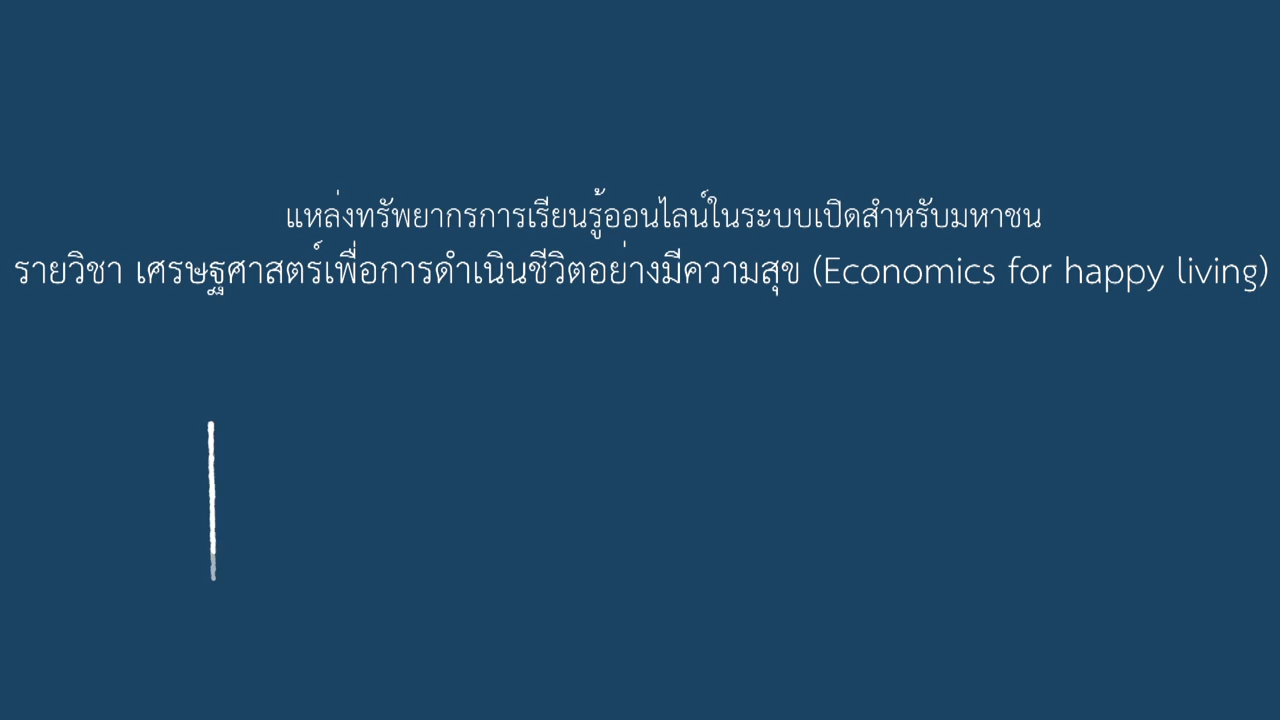 แหล่งทรัพยากรการเรียนรู้ออนไลน์ในระบบเปิดสำหรับมหาชน
รายวิชา เศรษฐศาสตร์เพื่อการดำเนินชีวิตอย่างมีความสุข (Economics for happy living)